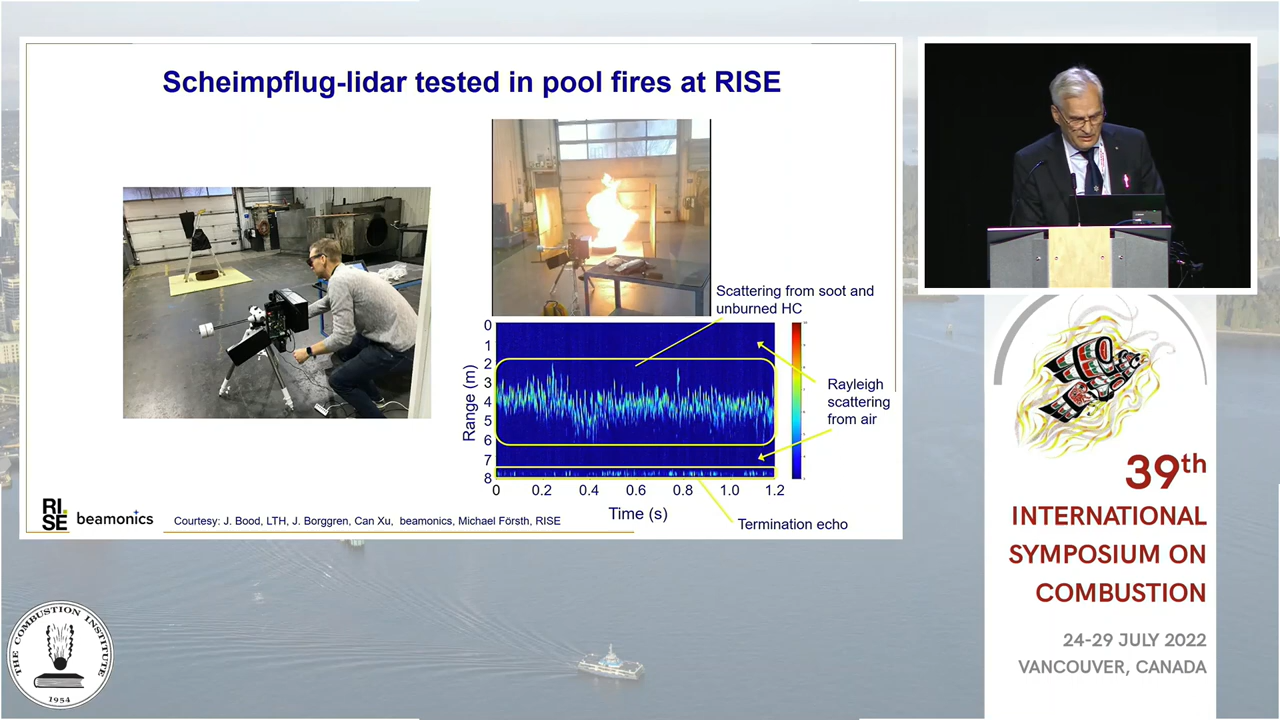 Scheimpflug-lidar tested in pool fires at RISE
Scattering from soot and
unburned HC
Rayleigh
scattering
from air
Range (m)
0
1
2
3
4
5
6
7
8
0 0.2 0.4 0.6 0.8 1.0 1.2
Time (s)
Termination echo
RI.
SE
beamonics
Courtesy: J. Bood, LTH, J. Borggren, Can Xu, beamonics, Michael Försth, RISE
39th
INTERNATIONAL
SYMPOSIUM ON
COMBUSTION
24-29 JULY 2022
VANCOUVER, CANADA
THE COMBUSTION INSTITUTE
1954